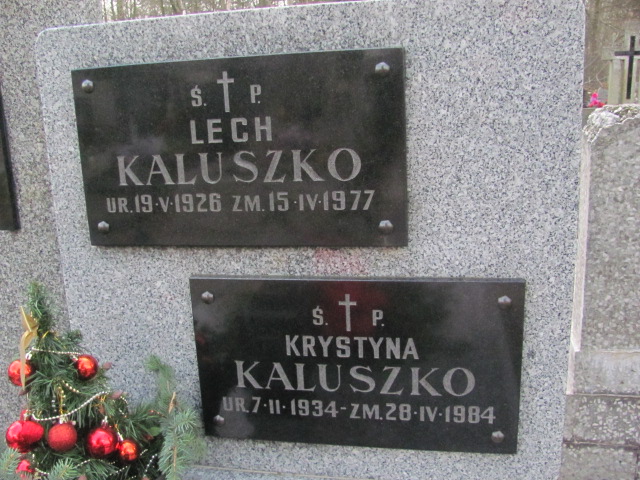 Ś. P.
LECH
KALUSZKO
UR. 19·V·1926 ZM. 15·IV·1977
Ś. P.
KRYSTYNA
KALUSZKO
UR. 7·II·1934-ZM. 28·IV·1984